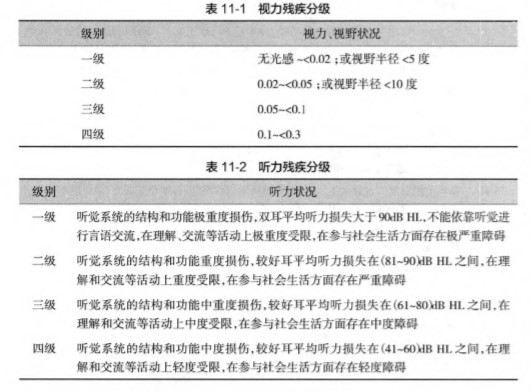 表 11-1 视力残疾分级
级别 视力、视野状况
一级 无光感 ~<0.02；或视野半径 <5 度
二级 0.02~<0.05；或视野半径 <10 度
三级 0.05~<0.1
四级 0.1~<0.3
表 11-2 听力残疾分级
级别 听力状况
一级 听觉系统的结构和功能极重度损伤,双耳平均听力损失大于 90dB HL,不能依靠听觉进
行言语交流,在理解、交流等活动上极重度受限,在参与社会生活方面存在极严重障碍
二级 听觉系统的结构和功能重度损伤,较好耳平均听力损失在(81~90)dB HL 之间,在理
解和交流等活动上重度受限,在参与社会生活方面存在严重障碍
三级 听觉系统的结构和功能中重度损伤,较好耳平均听力损失在(61~80)dB HL 之间,在
理解和交流等活动上中度受限,在参与社会生活方面存在中度障碍
四级 听觉系统的结构和功能中度损伤,较好耳平均听力损失在(41~60)dB HL 之间,在理
解和交流等活动上轻度受限,在参与社会生活方面存在轻度障碍